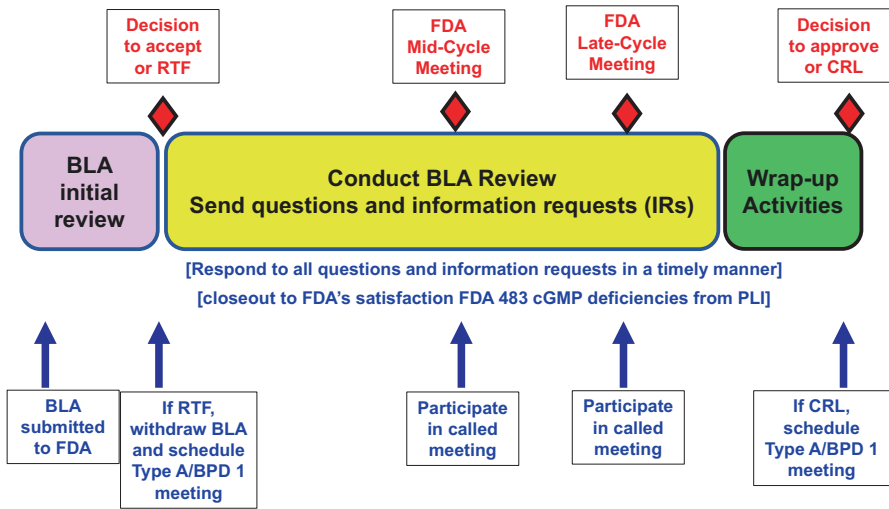 Decision
to accept
or RTF
FDA
Mid-Cycle
Meeting
FDA
Late-Cycle
Meeting
Decision
to approve
or CRL
BLA
initial
review
Conduct BLA Review
Send questions and information requests (IRs)
Wrap-up
Activities
[Respond to all questions and information requests in a timely manner]
[closeout to FDA's satisfaction FDA 483 cGMP deficiencies from PLI]
BLA
submitted
to FDA
If RTF,
withdraw BLA
and schedule
Type A/BPD 1
meeting
Participate
in called
meeting
Participate
in called
meeting
If CRL,
schedule
Type A/BPD 1
meeting